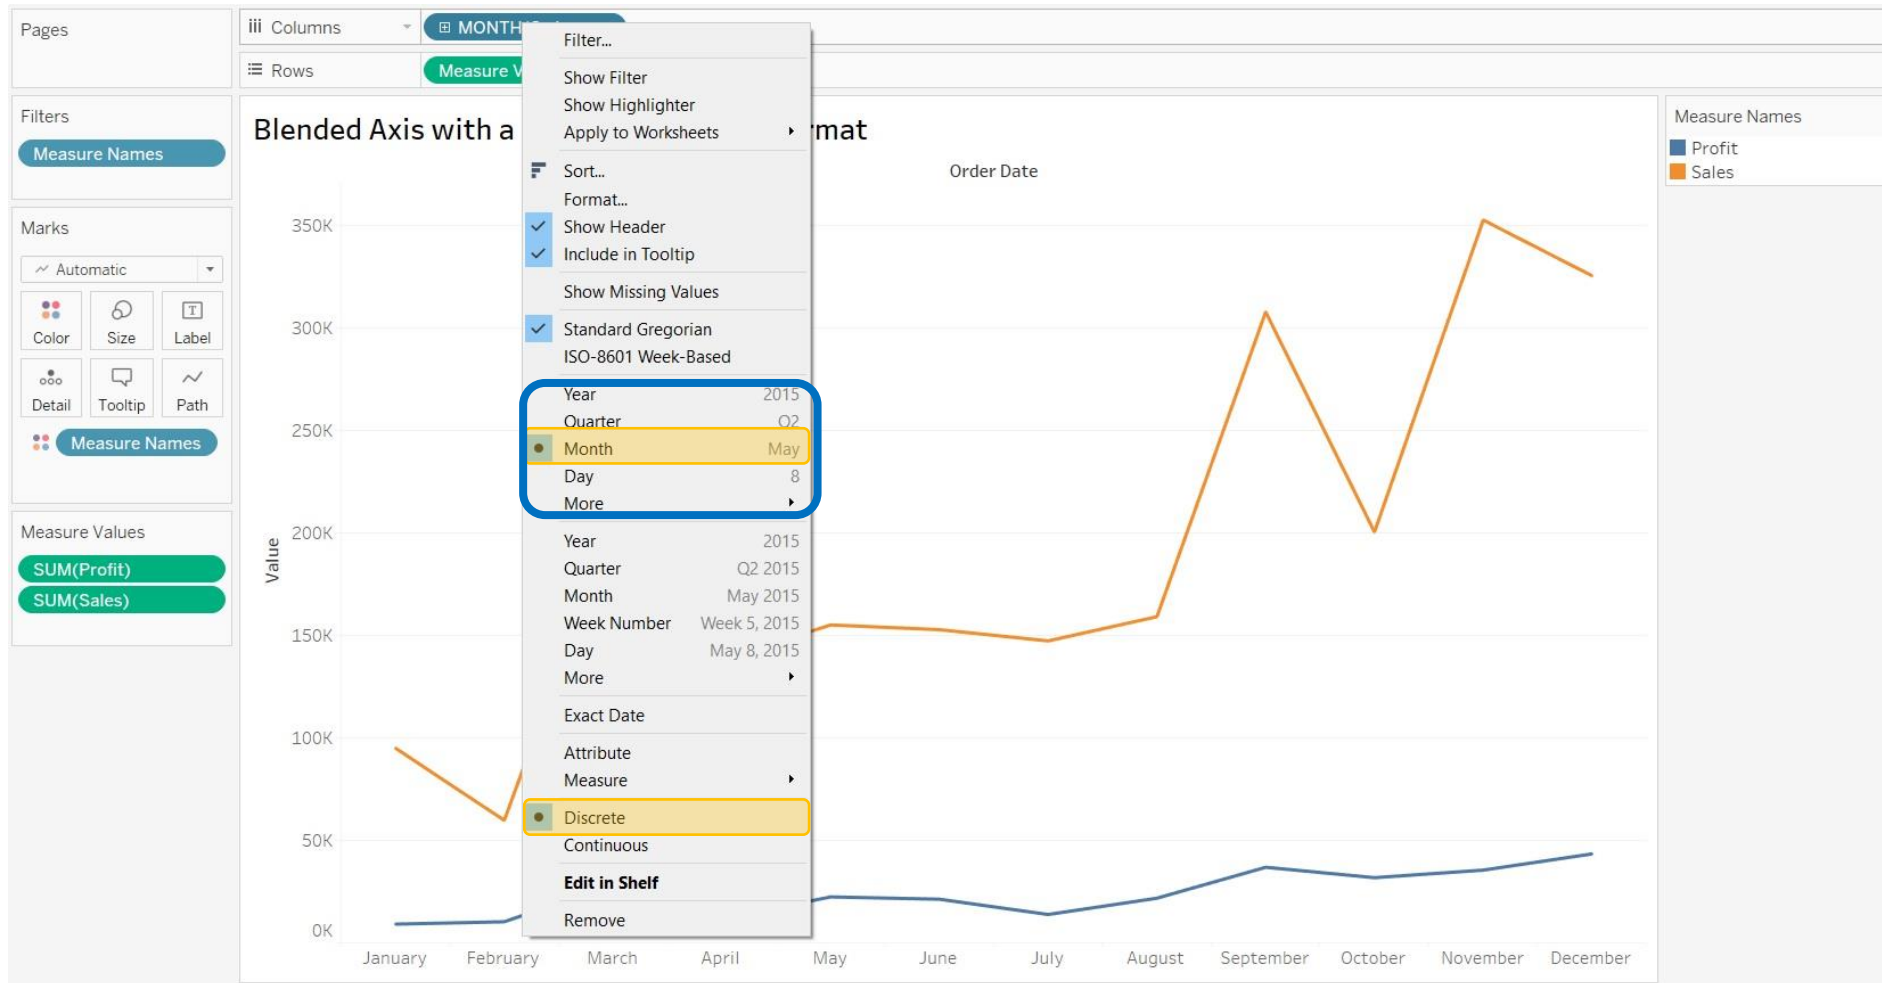 Pages
Columns
MONTH
Rows
Measure V
Filters
Measure Names
Marks
Automatic
Color
Size
Label
Detail
Tooltip
Path
Measure Names
Measure Values
SUM(Profit)
SUM(Sales)
Blended Axis with a
rmat
Order Date
Value
350K
300K
250K
200K
150K
100K
50K
0K
January
February
March
April
May
June
July
August
September
October
November
December
Filter...
Show Filter
Show Highlighter
Apply to Worksheets
Sort...
Format...
Show Header
Include in Tooltip
Show Missing Values
Standard Gregorian
ISO-8601 Week-Based
Year 2015
Quarter Q2
Month May
Day 8
More
Year 2015
Quarter Q2 2015
Month May 2015
Week Number Week 5, 2015
Day May 8, 2015
More
Exact Date
Attribute
Measure
Discrete
Continuous
Edit in Shelf
Remove
Measure Names
Profit
Sales